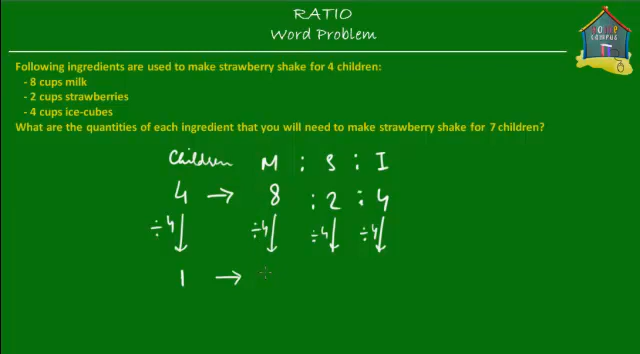 RATIO
Word Problem
home campus
Following ingredients are used to make strawberry shake for 4 children:
- 8 cups milk
- 2 cups strawberries
- 4 cups ice-cubes
What are the quantities of each ingredient that you will need to make strawberry shake for 7 children?
Children M : S : I
4 → 8 : 2 : 4
÷4 ↓ ÷4 ↓ ÷4 ↓ ÷4 ↓
1 →